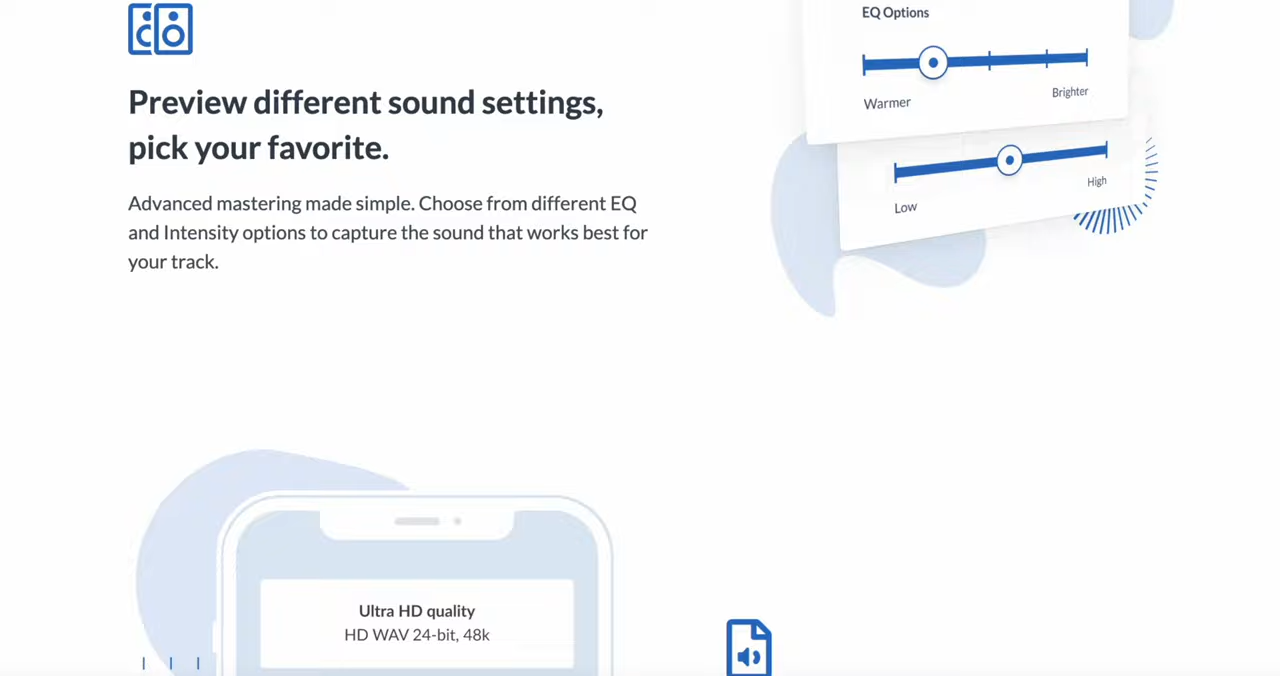 EQ Options
Warmer
Brighter
Preview different sound settings,
pick your favorite.
Low
High
Advanced mastering made simple. Choose from different EQ
and Intensity options to capture the sound that works best for
your track.
Ultra HD quality
HD WAV 24-bit, 48k